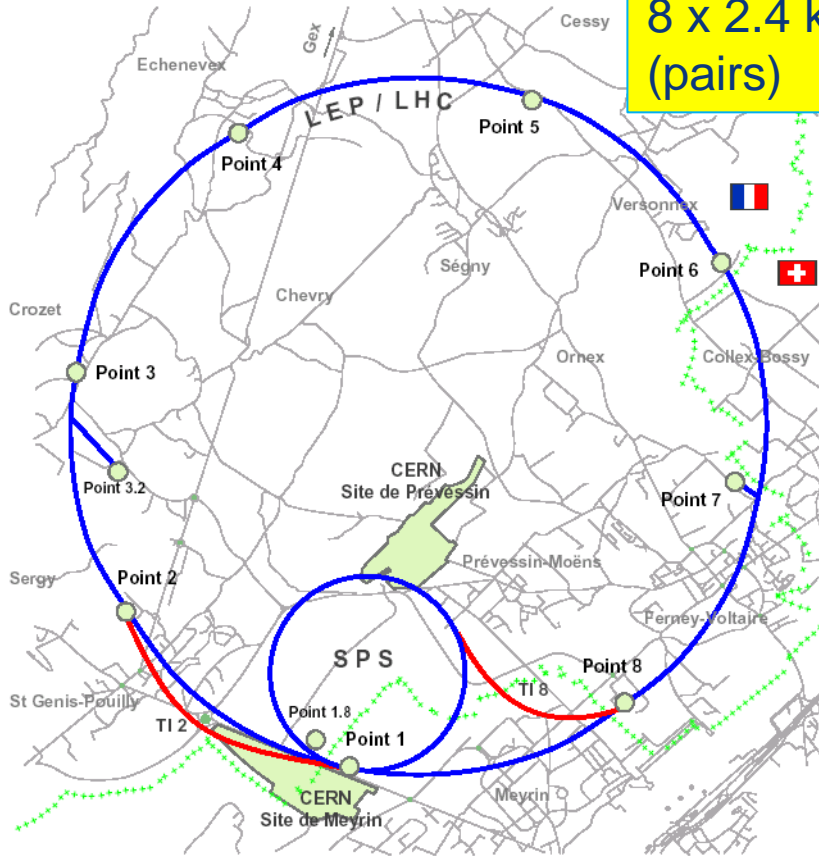 8 x 2.4 k
(pairs)
Cessy
Gex
Echenevex
LEP / LHC
Point 5
Point 4
Versonnex
Ségny
Point 6
Chevry
Crozet
Ornex
Collex-Bossy
Point 3
CERN
Site de Prévessin
Point 3.2
Point 7
Prévessin-Moëns
Sergy
Point 2
Ferney-Voltaire
SPS
Point 8
TI 8
St Genis-Pouilly
Point 1.8
TI 2
Point 1
Meyrin
CERN
Site de Meyrin